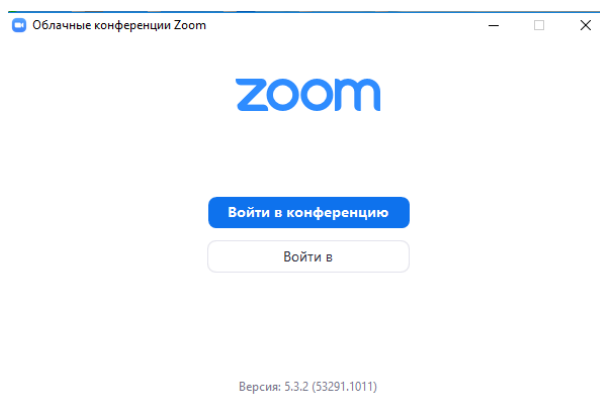 Облачные конференции Zoom
zoom
Войти в конференцию
Войти в
Версия: 5.3.2 (53291.1011)